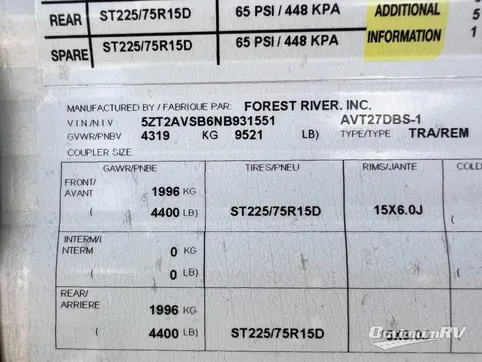 REAR ST225/75R15D 65 PSI / 448 KPA ADDITIONAL 5
SPARE ST225/75R15D 65 PSI / 448 KPA INFORMATION 1
MANUFACTURED BY / FABRIQUE PAR: FOREST RIVER. INC.
V.I.N/N.I.V 5ZT2AVSB6NB931551 AVT27DBS-1
GVWR/PNBV 4319 KG 9521 LB) TYPE/TYPE TRA/REM
COUPLER SIZE
GAWR/PNBE TIRES/PNEU RIMS/JANTE COLD
FRONT/
AVANT 1996 KG
( 4400 LB) ST225/75R15D 15X6.0J (
INTERM/I
NTERM 0 KG
( 0 LB)
REAR/
ARRIERE 1996 KG
( 4400 LB) ST225/75R15D
CoutureRV